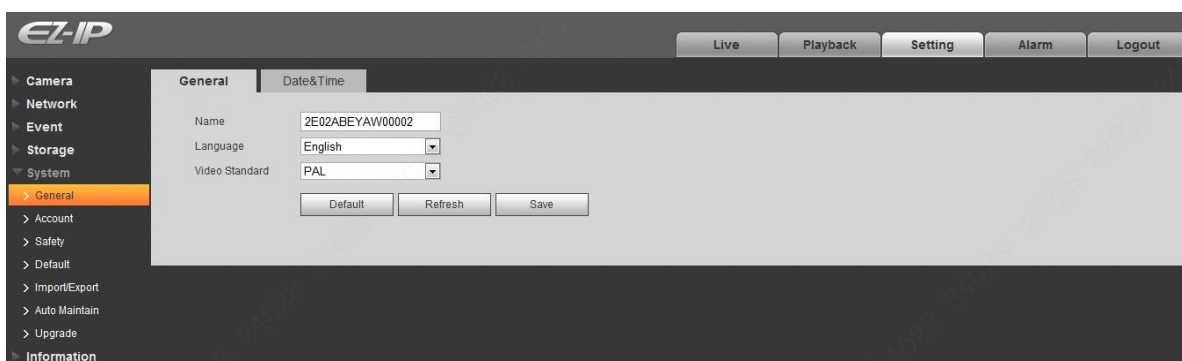 EZ-IP
Live Playback Setting Alarm Logout
Camera
Network
Event
Storage
System
General
Account
Safety
Default
Import/Export
Auto Maintain
Upgrade
Information
General Date&Time
Name 2E02ABEYAW00002
Language English
Video Standard PAL
Default Refresh Save